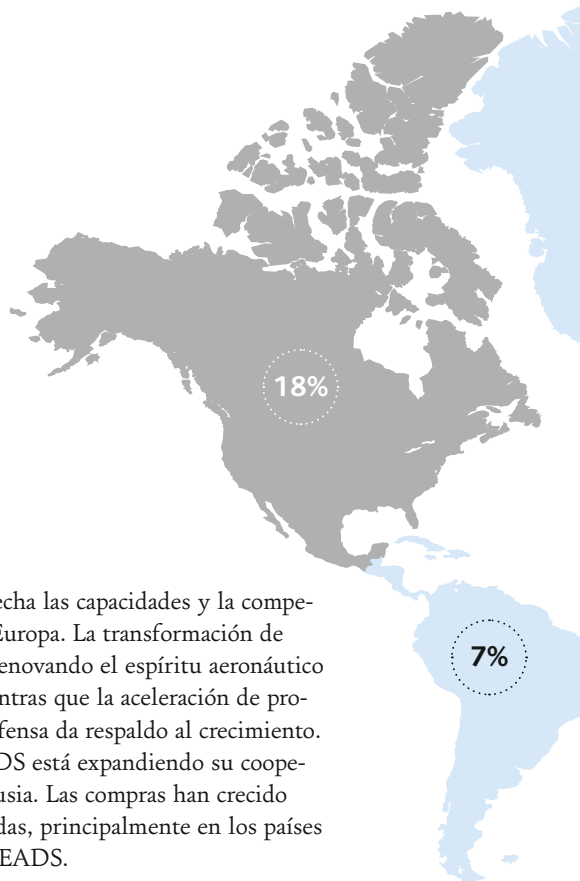 18%
7%
echa las capacidades y la compe-
Europa. La transformación de
enovando el espíritu aeronáutico
ntras que la aceleración de pro-
fensa da respaldo al crecimiento.
DS está expandiendo su coope-
usia. Las compras han crecido
das, principalmente en los países
EADS.